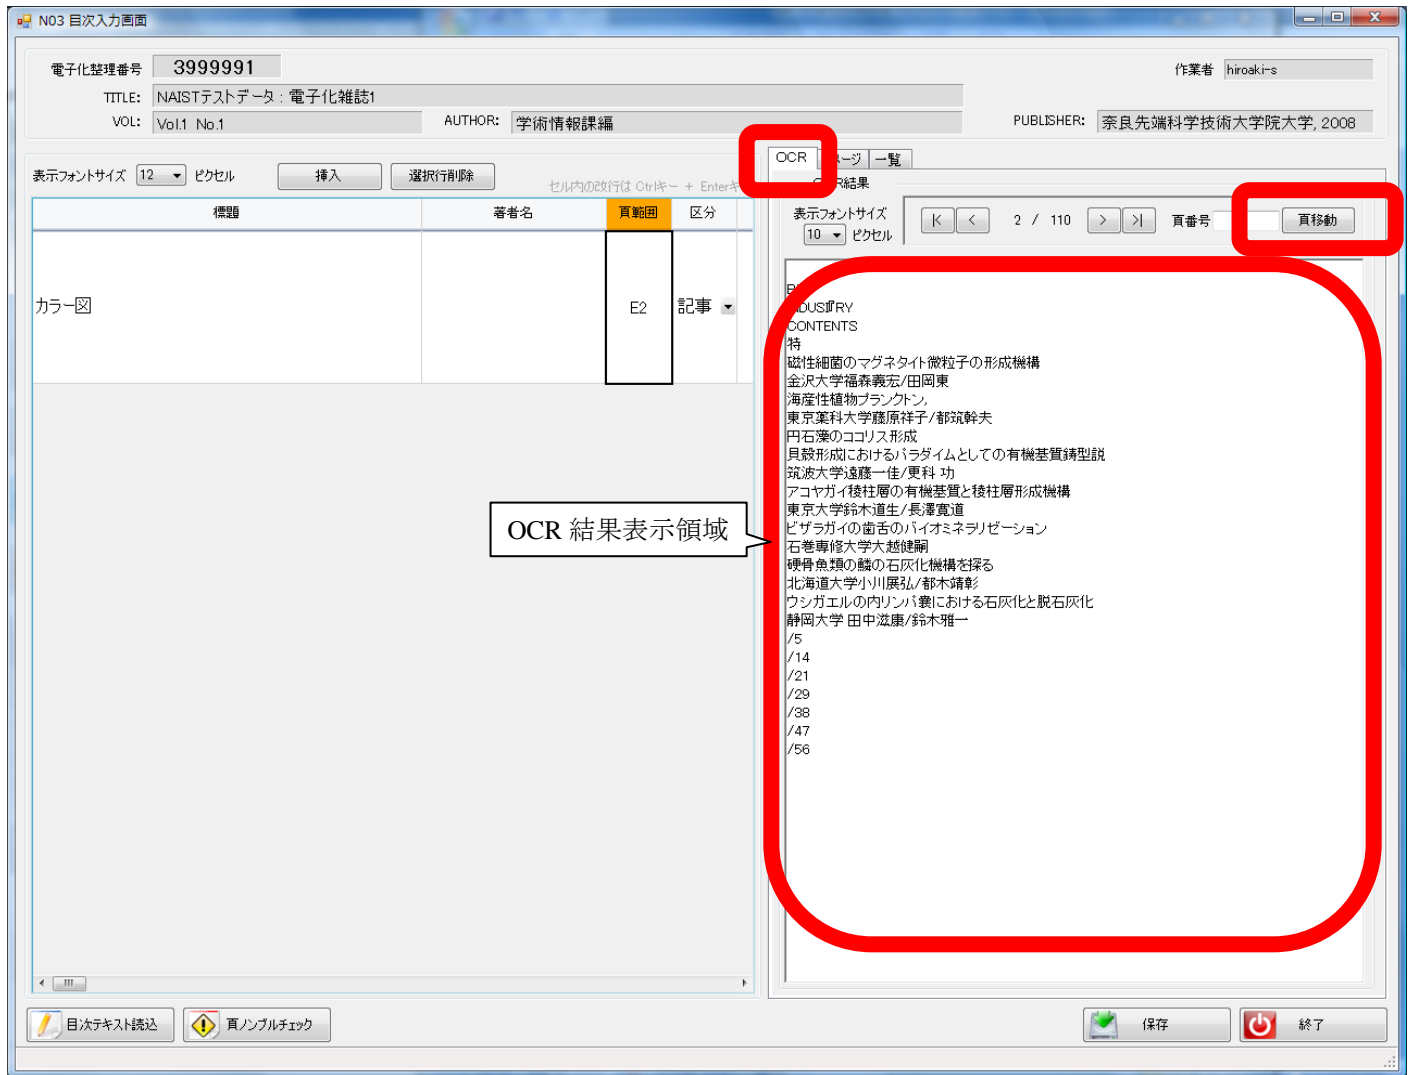 N03 目次入力画面
電子化整理番号 3999991
作業者 hiroaki-s
TITLE: NAISTテストデータ : 電子化雑誌1
VOL: Vol.1 No.1
AUTHOR: 学術情報課編
PUBLISHER: 奈良先端科学技術大学院大学, 2008
表示フォントサイズ 12 ピクセル 挿入 選択行削除
セル内の改行は Ctrlキー + Enterキ
標題 著者名 頁範囲 区分
カラー図 E2 記事
OCR ページ 一覧
OCR結果
表示フォントサイズ
10 ピクセル
2 / 110
頁番号 頁移動
CONTENTS
特
磁性細菌のマグネタイト微粒子の形成機構
金沢大学福森義宏/田岡東
海産性植物プランクトン,
東京薬科大学藤原祥子/都筑幹夫
円石藻のココリス形成
貝殻形成におけるパラダイムとしての有機基質鋳型説
筑波大学遠藤一佳/更科 功
アコヤガイ稜柱層の有機基質と稜柱層形成機構
東京大学鈴木道生/長澤寛道
ビザラガイの歯舌のバイオミネラリゼーション
石巻専修大学大越健嗣
硬骨魚類の鱗の石灰化機構を探る
北海道大学小川展弘/都木靖彰
ウシガエルの内リンパ嚢における石灰化と脱石灰化
静岡大学 田中滋康/鈴木雅一
/5
/14
/21
/29
/38
/47
/56
OCR 結果表示領域
目次テキスト読込
頁ノンブルチェック
保存
終了